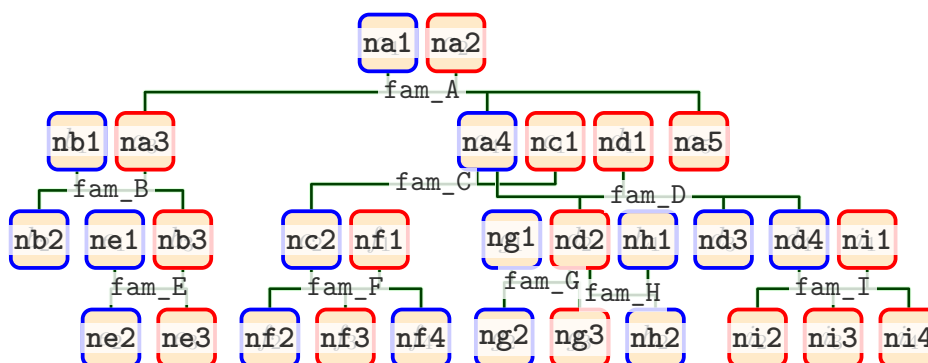 na1 na2
fam_A
nb1 na3 na4 nc1 nd1 na5
fam_B fam_C fam_D
nb2 ne1 nb3 nc2 nf1 ng1 nd2 nh1 nd3 nd4 ni1
fam_E fam_F fam_G fam_H fam_I
ne2 ne3 nf2 nf3 nf4 ng2 ng3 nh2 ni2 ni3 ni4